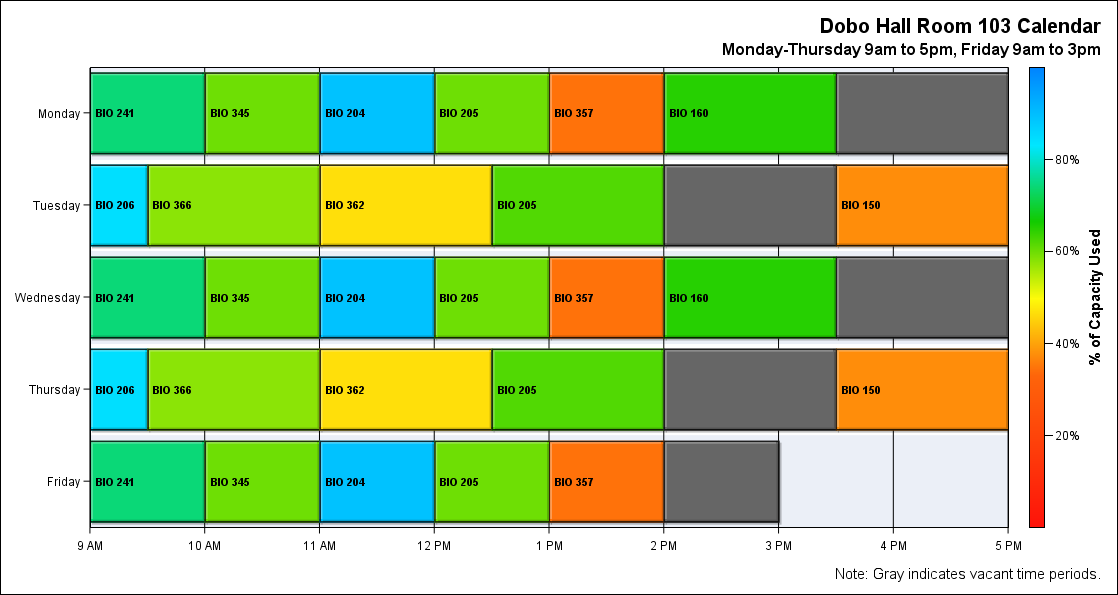 Dobo Hall Room 103 Calendar
Monday-Thursday 9am to 5pm, Friday 9am to 3pm
Monday
BIO 241 BIO 345 BIO 204 BIO 205 BIO 357 BIO 160
Tuesday
BIO 206 BIO 366 BIO 362 BIO 205 BIO 150
Wednesday
BIO 241 BIO 345 BIO 204 BIO 205 BIO 357 BIO 160
Thursday
BIO 206 BIO 366 BIO 362 BIO 205 BIO 150
Friday
BIO 241 BIO 345 BIO 204 BIO 205 BIO 357
9 AM 10 AM 11 AM 12 PM 1 PM 2 PM 3 PM 4 PM 5 PM
80%
60%
40%
20%
% of Capacity Used
Note: Gray indicates vacant time periods.